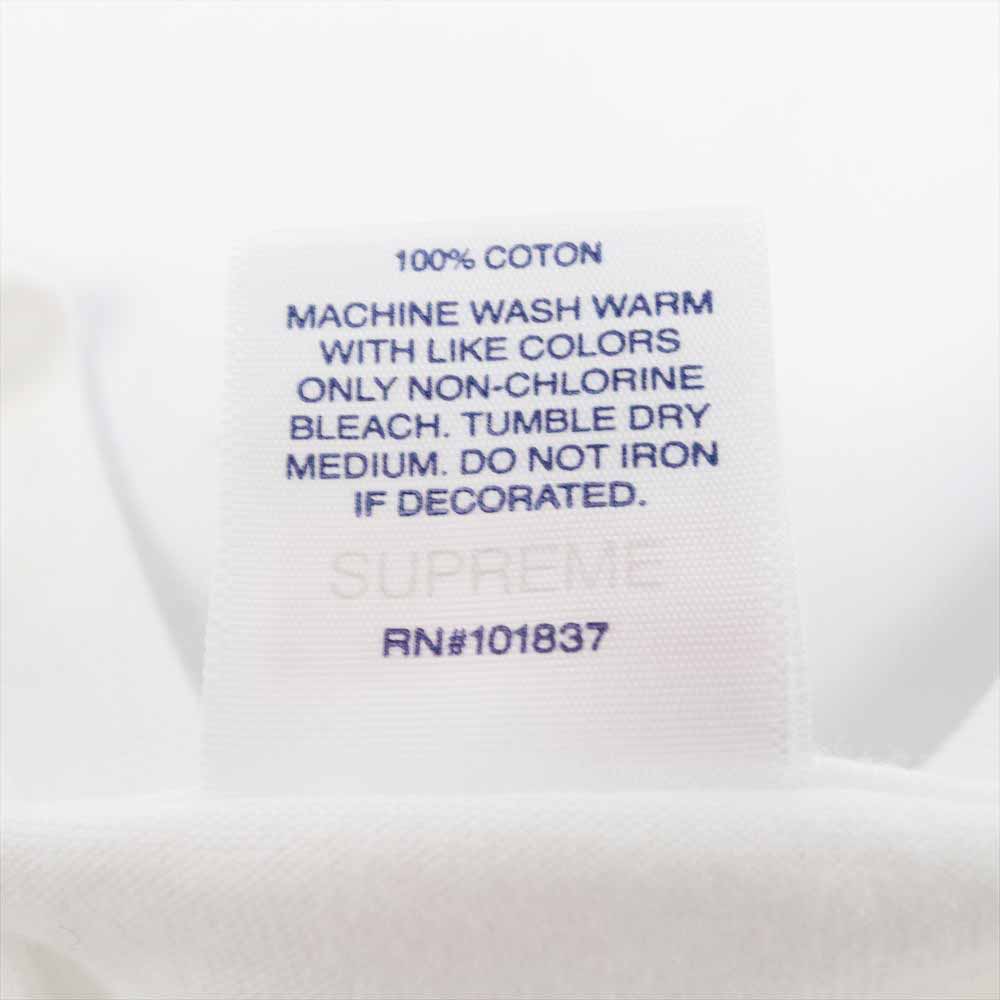 100% COTON
MACHINE WASH WARM
WITH LIKE COLORS
ONLY NON-CHLORINE
BLEACH. TUMBLE DRY
MEDIUM. DO NOT IRON
IF DECORATED.
SUPREME
RN#101837